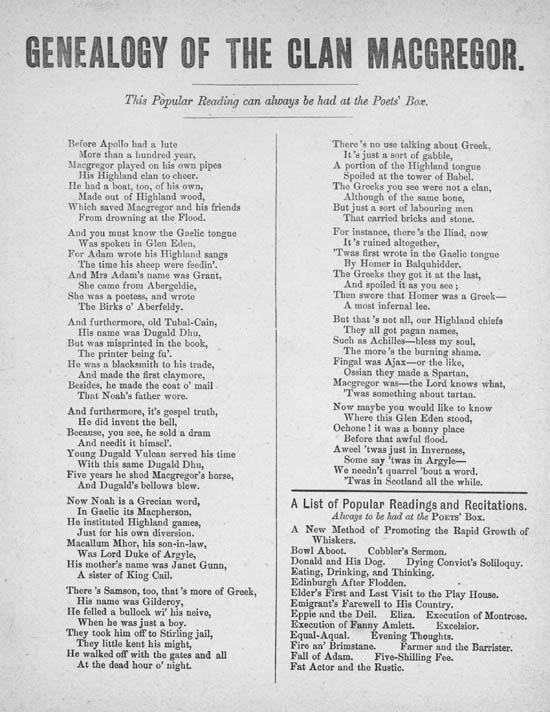 GENEALOGY OF THE CLAN MACGREGOR.
This Popular Reading can always be had at the Poets' Box.
Before Apollo had a lute
More than a hundred year,
Macgregor played on his own pipes
His Highland clan to cheer.
He had a boat, too, of his own,
Made out of Highland wood,
Which saved Macgregor and his friends
From drowning at the Flood.
And you must know the Gaelic tongue
Was spoken in Glen Eden,
For Adam wrote his Highland sangs
The time his sheep were feedin'.
And Mrs Adam's name was Grant,
She came from Abergeldie,
She was a poetess, and wrote
The Birks o' Aberfeldy.
And furthermore, old Tubal-Cain,
His name was Dugald Dhu,
But was misprinted in the book,
The printer being fu'.
He was a blacksmith to his trade,
And made the first claymore,
Besides, he made the coat o' mail
That Noah's father wore.
And furthermore, it's gospel truth,
He did invent the bell,
Because, you see, he sold a dram
And needit it himsel'.
Young Dugald Vulcan served his time
With this same Dugald Dhu,
Five years he shod Macgregor's horse,
And Dugald's bellows blew.
Now Noah is a Grecian word,
In Gaelic its Macpherson,
He instituted Highland games,
Just for his own diversion.
Macallum Mhor, his son-in-law,
Was Lord Duke of Argyle,
His mother's name was Janet Gunn,
A sister of King Cail.
There's Samson, too, that's more of Greek,
His name was Gilderoy,
He felled a bullock wi' his neive,
When he was just a boy.
They took him off to Stirling jail,
They little kent his might,
He walked off with the gates and all
At the dead hour o' night.
There's no use talking about Greek,
It's just a sort of gabble,
A portion of the Highland tongue
Spoiled at the tower of Babel.
The Greeks you see were not a clan,
Although of the same bone,
But just a sort of labouring men
That carried bricks and stone.
For instance, there's the Iliad, now
It's ruined altogether,
'Twas first wrote in the Gaelic tongue
By Homer in Balquhidder.
The Greeks they got it at the last,
And spoiled it as you see;
Then swore that Homer was a Greek—
A most infernal lee.
But that's not all, our Highland chiefs
They all got pagan names,
Such as Achilles—bless my soul,
The more's the burning shame.
Fingal was Ajax—or the like,
Ossian they made a Spartan,
Macgregor was—the Lord knows what,
'Twas something about tartan.
Now maybe you would like to know
Where this Glen Eden stood,
Ochone! it was a bonny place
Before that awful flood.
Aweel 'twas just in Inverness,
Some say 'twas in Argyle—
We needn't quarrel 'bout a word.
'Twas in Scotland all the while.
A List of Popular Readings and Recitations.
Always to be had at the POETS' BOX.
A New Method of Promoting the Rapid Growth of
Whiskers.
Bowl Aboot. Cobbler's Sermon.
Donald and His Dog. Dying Convict's Soliloquy.
Eating, Drinking, and Thinking.
Edinburgh After Flodden.
Elder's First and Last Visit to the Play House.
Emigrant's Farewell to His Country.
Eppie and the Deil. Eliza. Execution of Montrose.
Execution of Fanny Amlett. Excelsior.
Equal-Aqual. Evening Thoughts.
Fire an' Brimstane. Farmer and the Barrister.
Fall of Adam. Five-Shilling Fee.
Fat Actor and the Rustic.